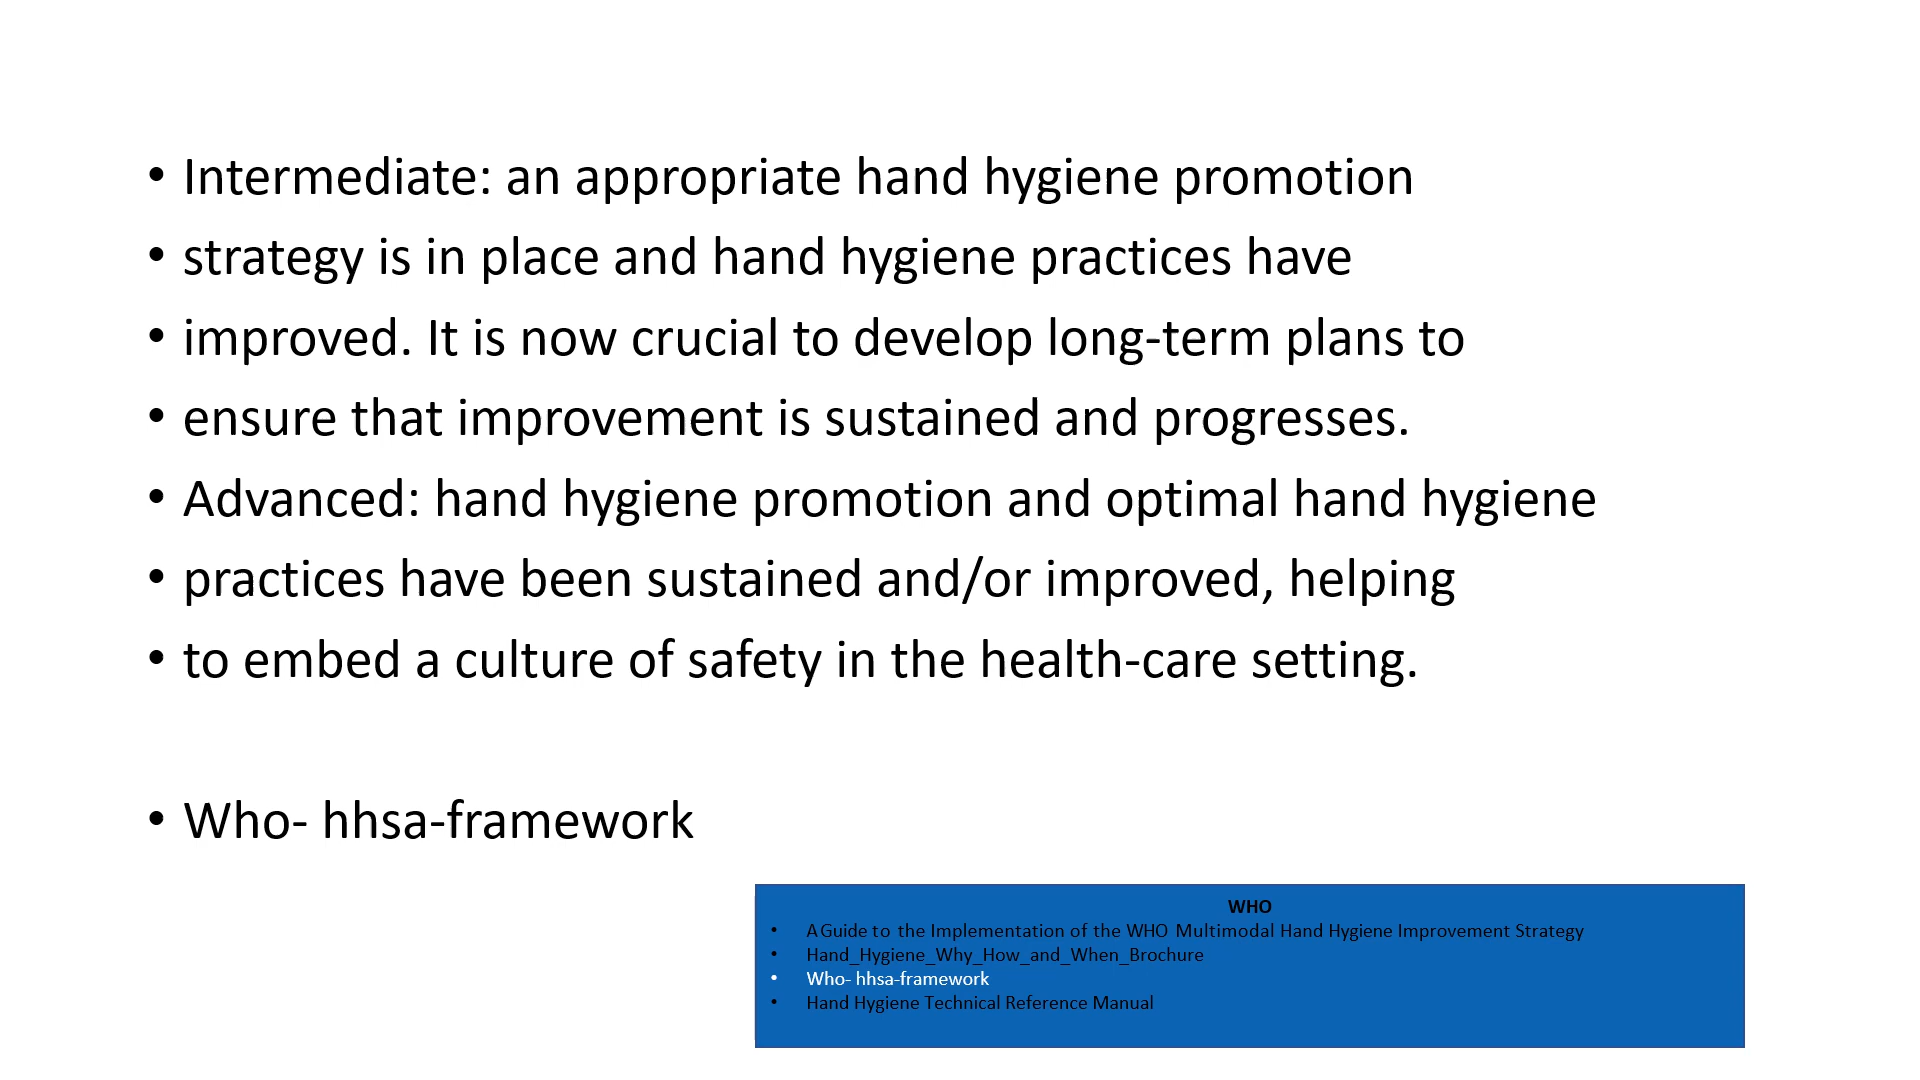 • Intermediate: an appropriate hand hygiene promotion
• strategy is in place and hand hygiene practices have
• improved. It is now crucial to develop long-term plans to
• ensure that improvement is sustained and progresses.
• Advanced: hand hygiene promotion and optimal hand hygiene
• practices have been sustained and/or improved, helping
• to embed a culture of safety in the health-care setting.
• Who- hhsa-framework
WHO
• A Guide to the Implementation of the WHO Multimodal Hand Hygiene Improvement Strategy
• Hand_Hygiene_Why_How_and_When_Brochure
• Who- hhsa-framework
• Hand Hygiene Technical Reference Manual